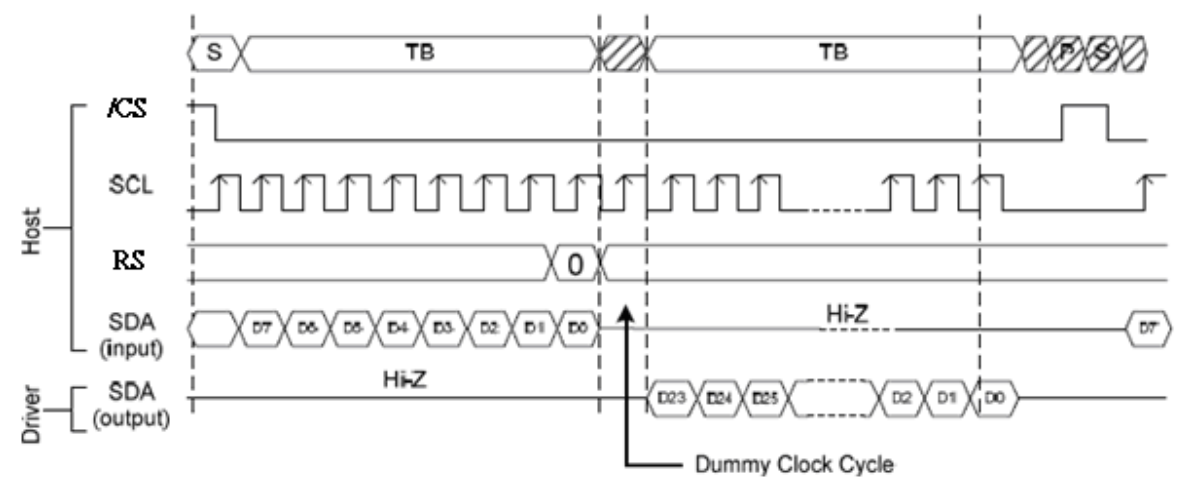 S TB TB P S
/CS
SCL
RS 0
Host
SDA (input) D7 D6 D5 D4 D3 D2 D1 D0 Hi-Z D7
Driver
SDA (output) Hi-Z D23 D24 D25 D2 D1 D0
Dummy Clock Cycle